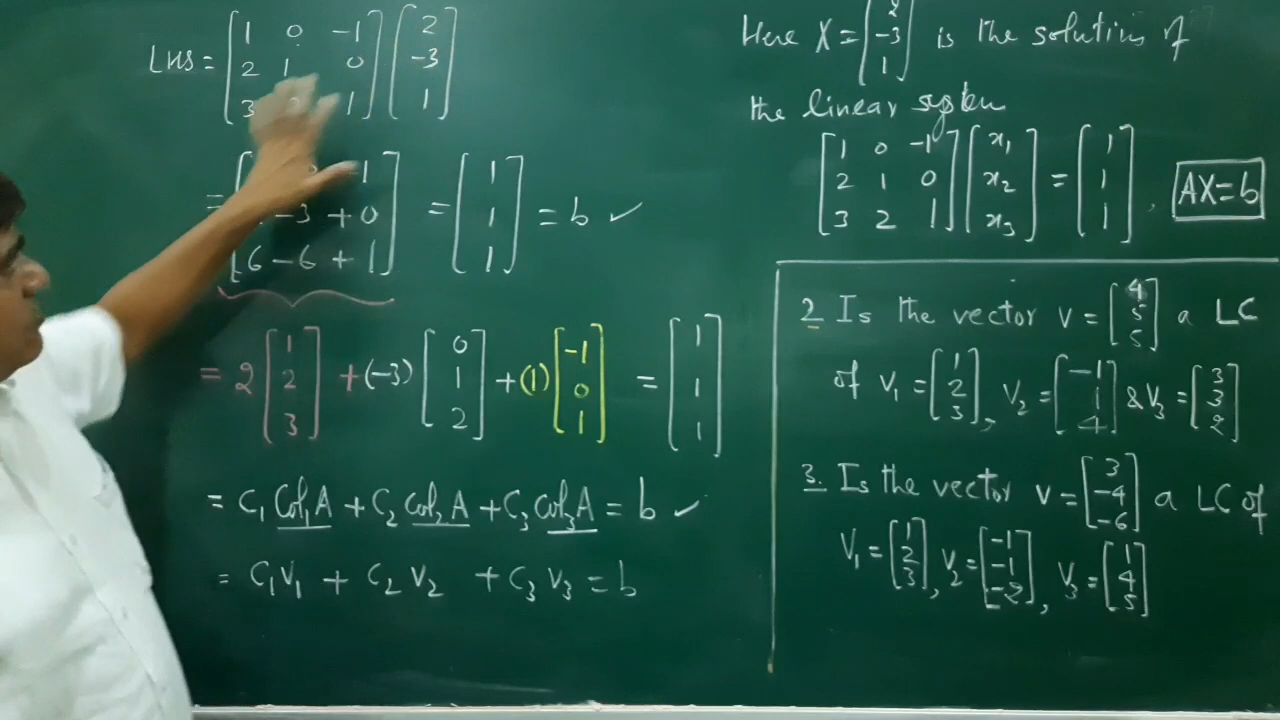 LHS = [1 0 -1; 2 1 0; 3 1] [2; -3; 1]
= [-1; -3 + 0; 6 - 6 + 1] = [1; 1; 1] = b ✓
= 2 [1; 2; 3] + (-3) [0; 1; 2] + (1) [-1; 0; 1] = [1; 1; 1]
= C₁ Col₁A + C₂ Col₂A + C₃ Col₃A = b ✓
= C₁V₁ + C₂ V₂ + C₃ V₃ = b
Here X = [2; -3; 1] is the solution of
the linear system
[1 0 -1; 2 1 0; 3 2 1] [x₁; x₂; x₃] = [1; 1; 1], AX=b
2 Is the vector V = [4; 5; 5] a LC
of V₁ = [1; 2; 3], V₂ = [-1; 1; 4] & V₃ = [3; 3; 2]
3. Is the vector V = [3; -4; -6] a LC of
V₁ = [1; 2; 3], V₂ = [-1; -1; -2], V₃ = [1; 4; 5]